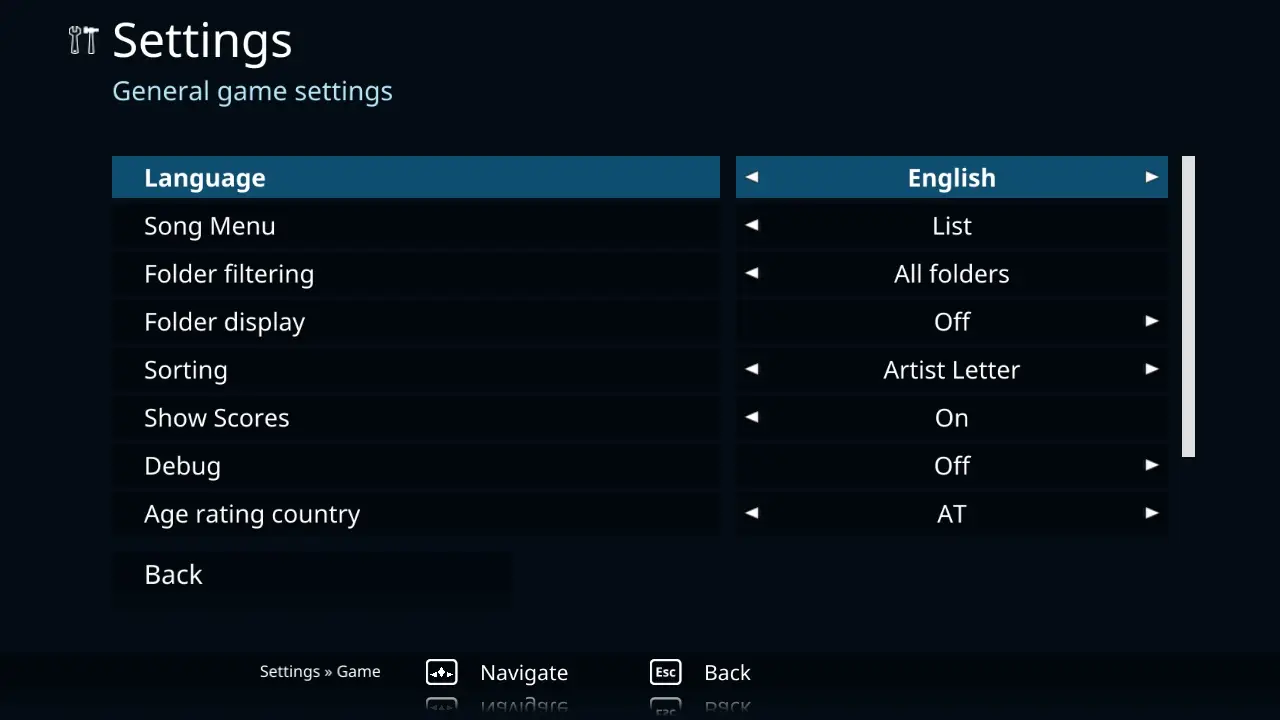 Settings
General game settings
Language English
Song Menu List
Folder filtering All folders
Folder display Off
Sorting Artist Letter
Show Scores On
Debug Off
Age rating country AT
Back
Settings » Game Navigate Esc Back